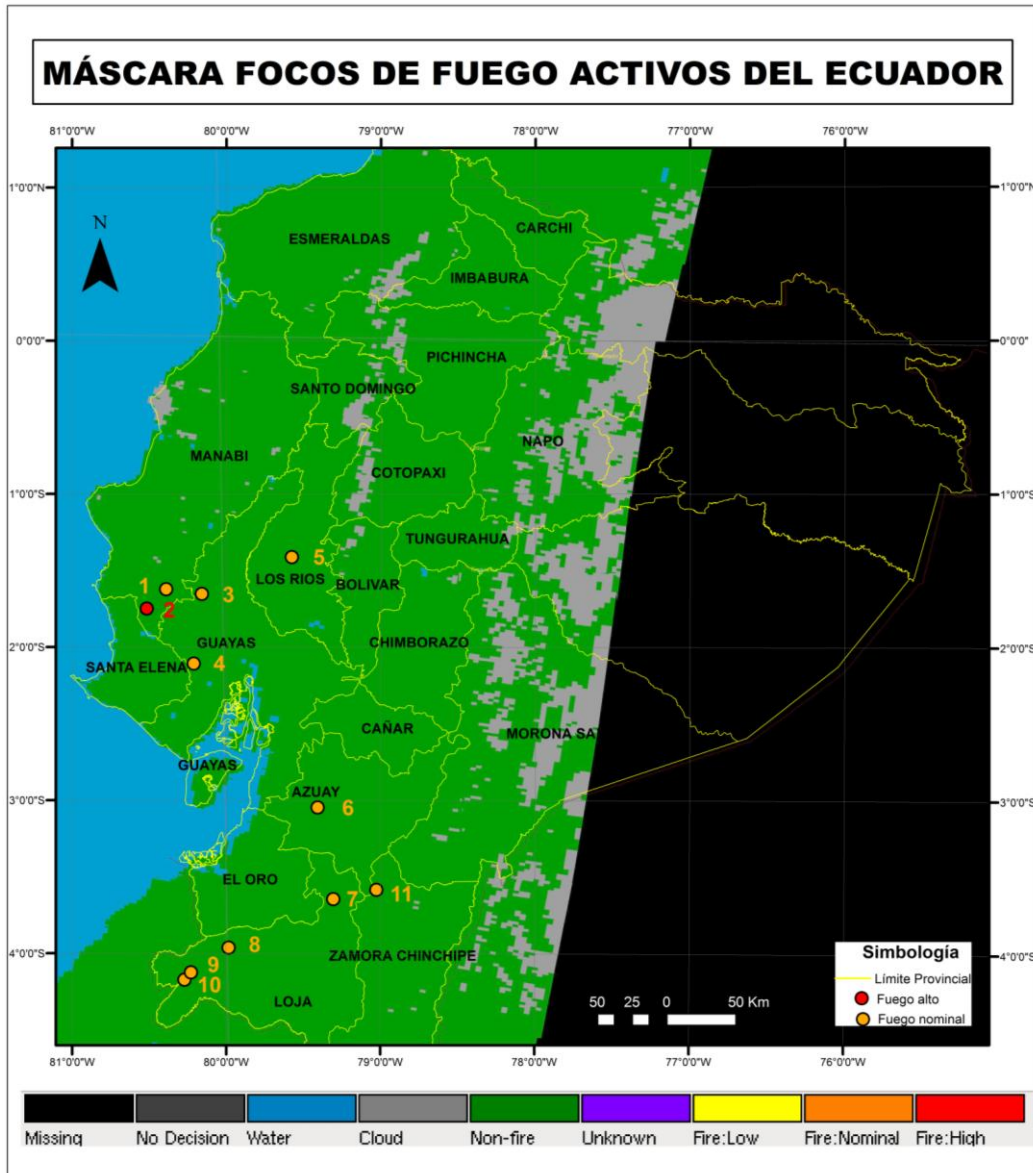 MÁSCARA FOCOS DE FUEGO ACTIVOS DEL ECUADOR
81°0'0"W 80°0'0"W 79°0'0"W 78°0'0"W 77°0'0"W 76°0'0"W
1°0'0"N 1°0'0"N
N
CARCHI
ESMERALDAS
IMBABURA
0°0'0" 0°0'0"
PICHINCHA
SANTO DOMINGO
NAPO
MANABI
COTOPAXI
1°0'0"S 1°0'0"S
TUNGURAHUA
5
LOS RIOS
BOLIVAR
1
3
2
GUAYAS
CHIMBORAZO
2°0'0"S 2°0'0"S
SANTA ELENA
4
CAÑAR
MORONA SA
GUAYAS
AZUAY
3°0'0"S 3°0'0"S
6
EL ORO
7
11
8
ZAMORA CHINCHIPE
4°0'0"S 4°0'0"S
9
10
LOJA
Simbología
Límite Provincial
Fuego alto
Fuego nominal
50 25 0 50 Km
81°0'0"W 80°0'0"W 79°0'0"W 78°0'0"W 77°0'0"W 76°0'0"W
Missing No Decision Water Cloud Non-fire Unknown Fire:Low Fire:Nominal Fire:High